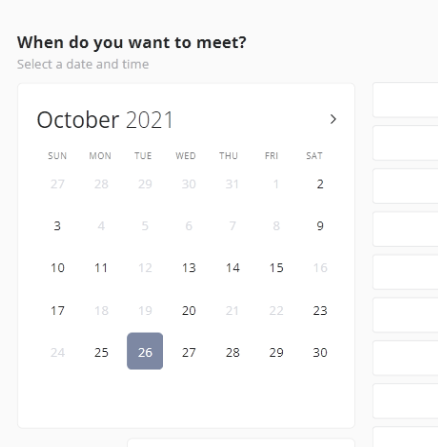 When do you want to meet?
Select a date and time
October 2021
SUN MON TUE WED THU FRI SAT
27 28 29 30 31 1 2
3 4 5 6 7 8 9
10 11 12 13 14 15 16
17 18 19 20 21 22 23
24 25 26 27 28 29 30